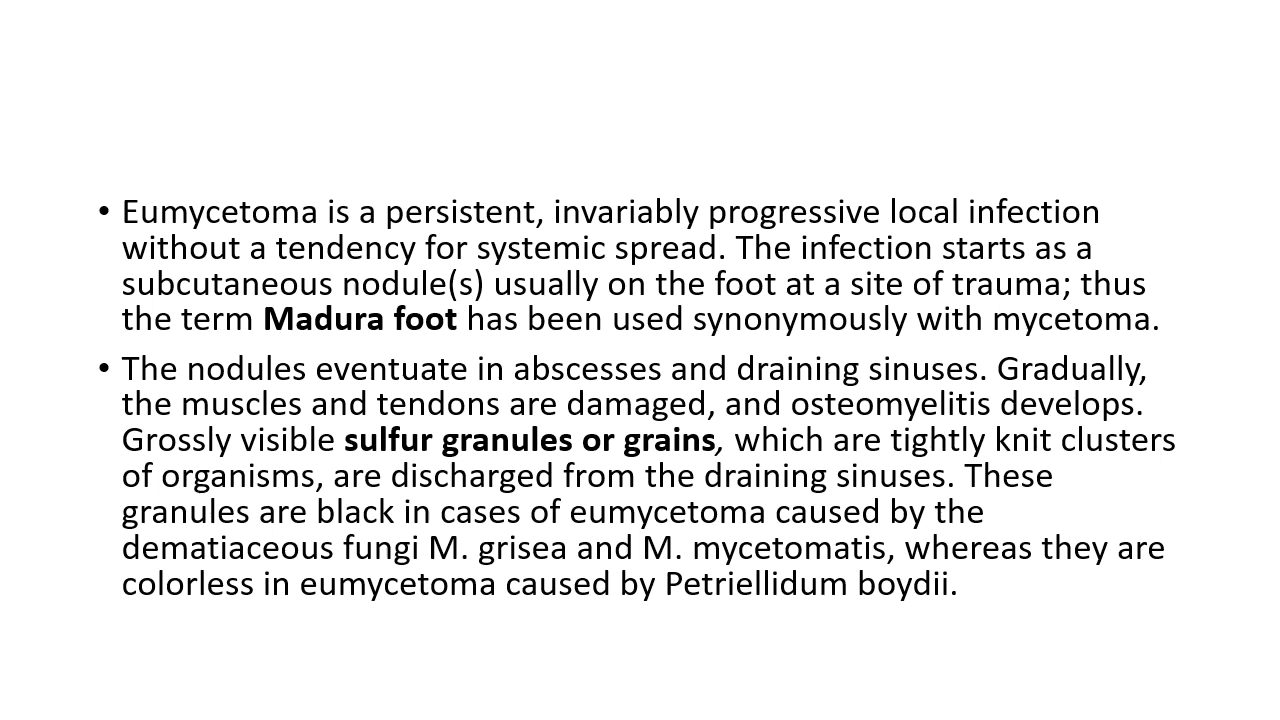 • Eumycetoma is a persistent, invariably progressive local infection
without a tendency for systemic spread. The infection starts as a
subcutaneous nodule(s) usually on the foot at a site of trauma; thus
the term Madura foot has been used synonymously with mycetoma.
• The nodules eventuate in abscesses and draining sinuses. Gradually,
the muscles and tendons are damaged, and osteomyelitis develops.
Grossly visible sulfur granules or grains, which are tightly knit clusters
of organisms, are discharged from the draining sinuses. These
granules are black in cases of eumycetoma caused by the
dematiaceous fungi M. grisea and M. mycetomatis, whereas they are
colorless in eumycetoma caused by Petriellidum boydii.